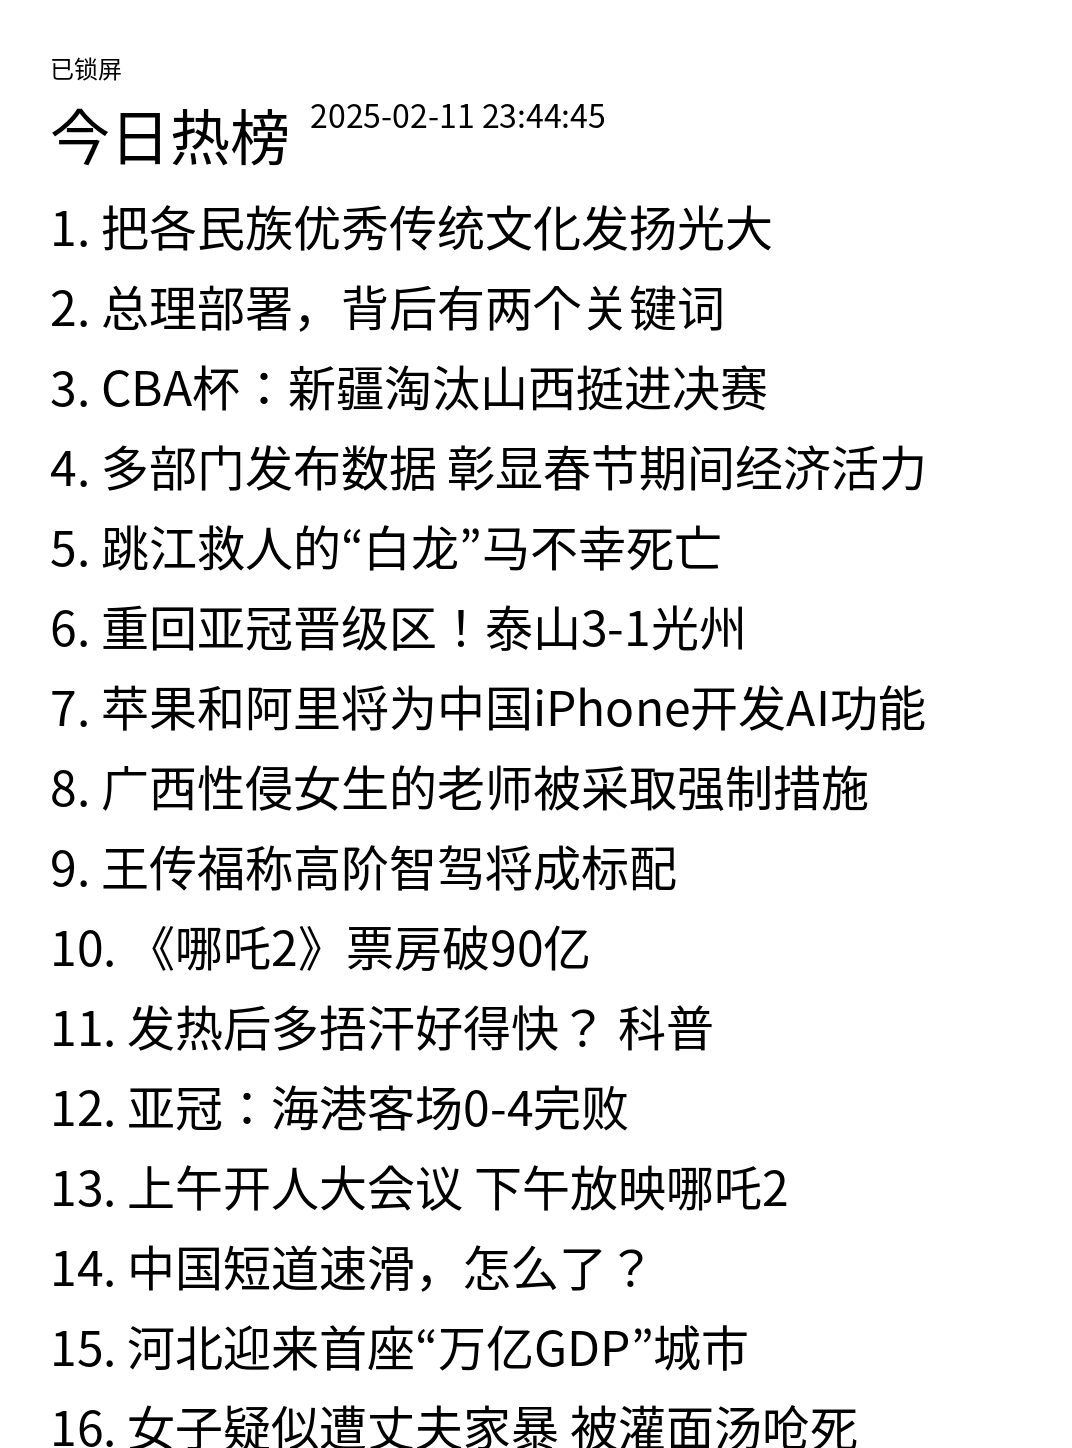 已锁屏
今日热榜 2025-02-11 23:44:45
1. 把各民族优秀传统文化发扬光大
2. 总理部署，背后有两个关键词
3. CBA杯：新疆淘汰山西挺进决赛
4. 多部门发布数据 彰显春节期间经济活力
5. 跳江救人的“白龙”马不幸死亡
6. 重回亚冠晋级区！泰山3-1光州
7. 苹果和阿里将为中国iPhone开发AI功能
8. 广西性侵女生的老师被采取强制措施
9. 王传福称高阶智驾将成标配
10. 《哪吒2》票房破90亿
11. 发热后多捂汗好得快？ 科普
12. 亚冠：海港客场0-4完败
13. 上午开人大会议 下午放映哪吒2
14. 中国短道速滑，怎么了？
15. 河北迎来首座“万亿GDP”城市
16. 女子疑似遭丈夫家暴 被灌面汤呛死